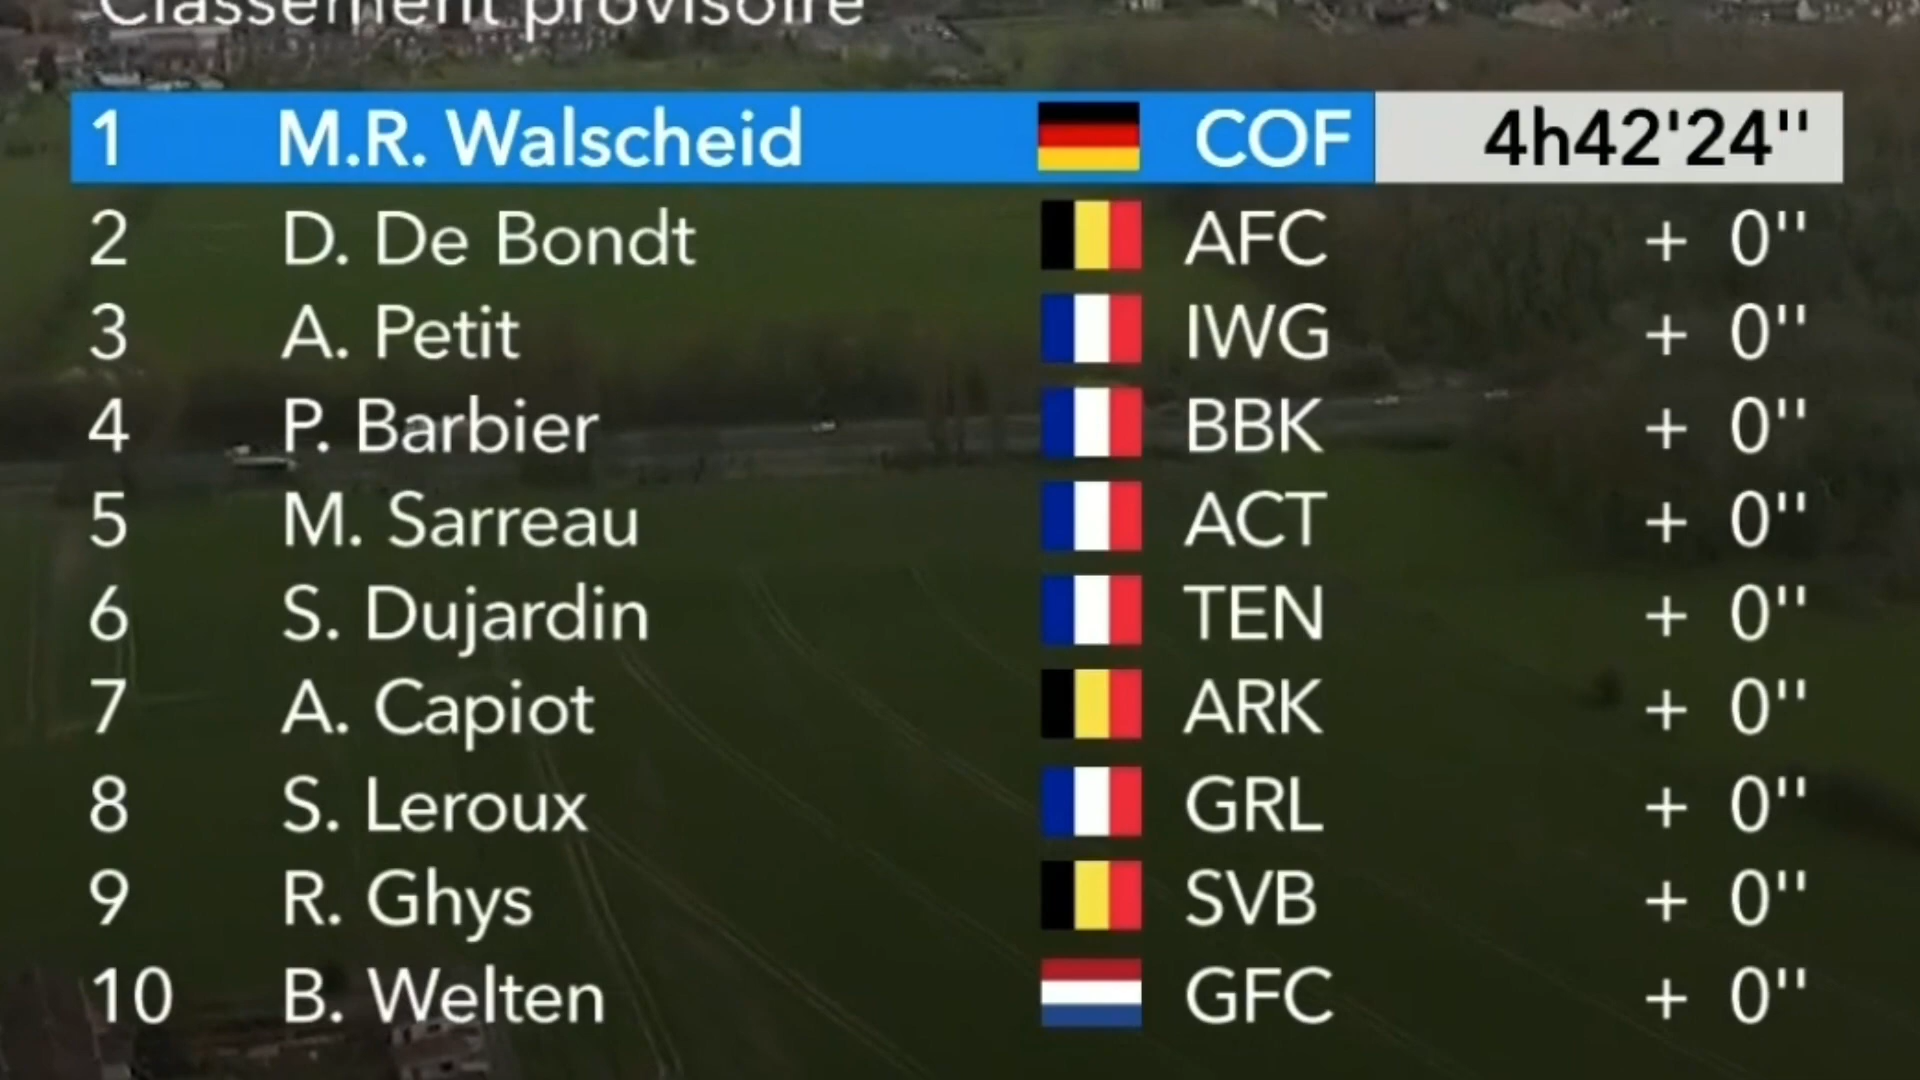 Classement provisoire
1 M.R. Walscheid COF 4h42'24''
2 D. De Bondt AFC + 0''
3 A. Petit IWG + 0''
4 P. Barbier BBK + 0''
5 M. Sarreau ACT + 0''
6 S. Dujardin TEN + 0''
7 A. Capiot ARK + 0''
8 S. Leroux GRL + 0''
9 R. Ghys SVB + 0''
10 B. Welten GFC + 0''